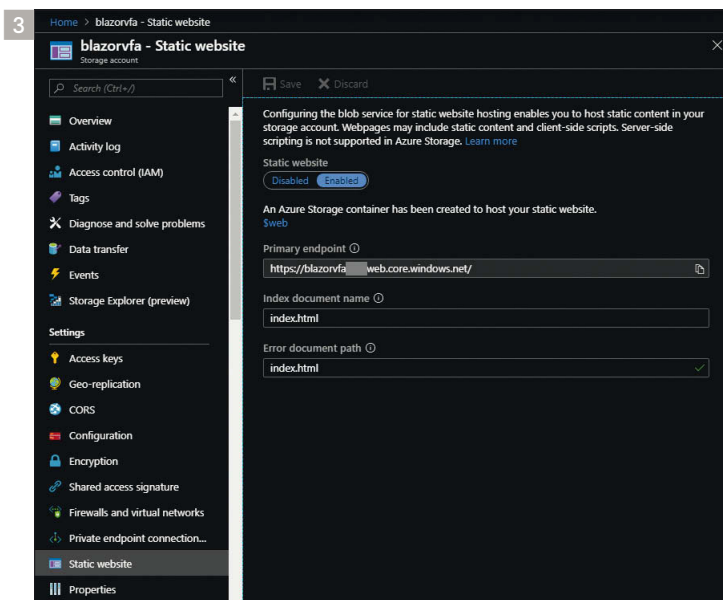 3
Home > blazorvfa - Static website
blazorvfa - Static website
Storage account
Search (Ctrl+/)
Overview
Activity log
Access control (IAM)
Tags
Diagnose and solve problems
Data transfer
Events
Storage Explorer (preview)
Settings
Access keys
Geo-replication
CORS
Configuration
Encryption
Shared access signature
Firewalls and virtual networks
Private endpoint connection...
Static website
Properties
Save Discard
Configuring the blob service for static website hosting enables you to host static content in your
storage account. Webpages may include static content and client-side scripts. Server-side
scripting is not supported in Azure Storage. Learn more
Static website
Disabled Enabled
An Azure Storage container has been created to host your static website.
$web
Primary endpoint
https://blazorvfa web.core.windows.net/
Index document name
index.html
Error document path
index.html